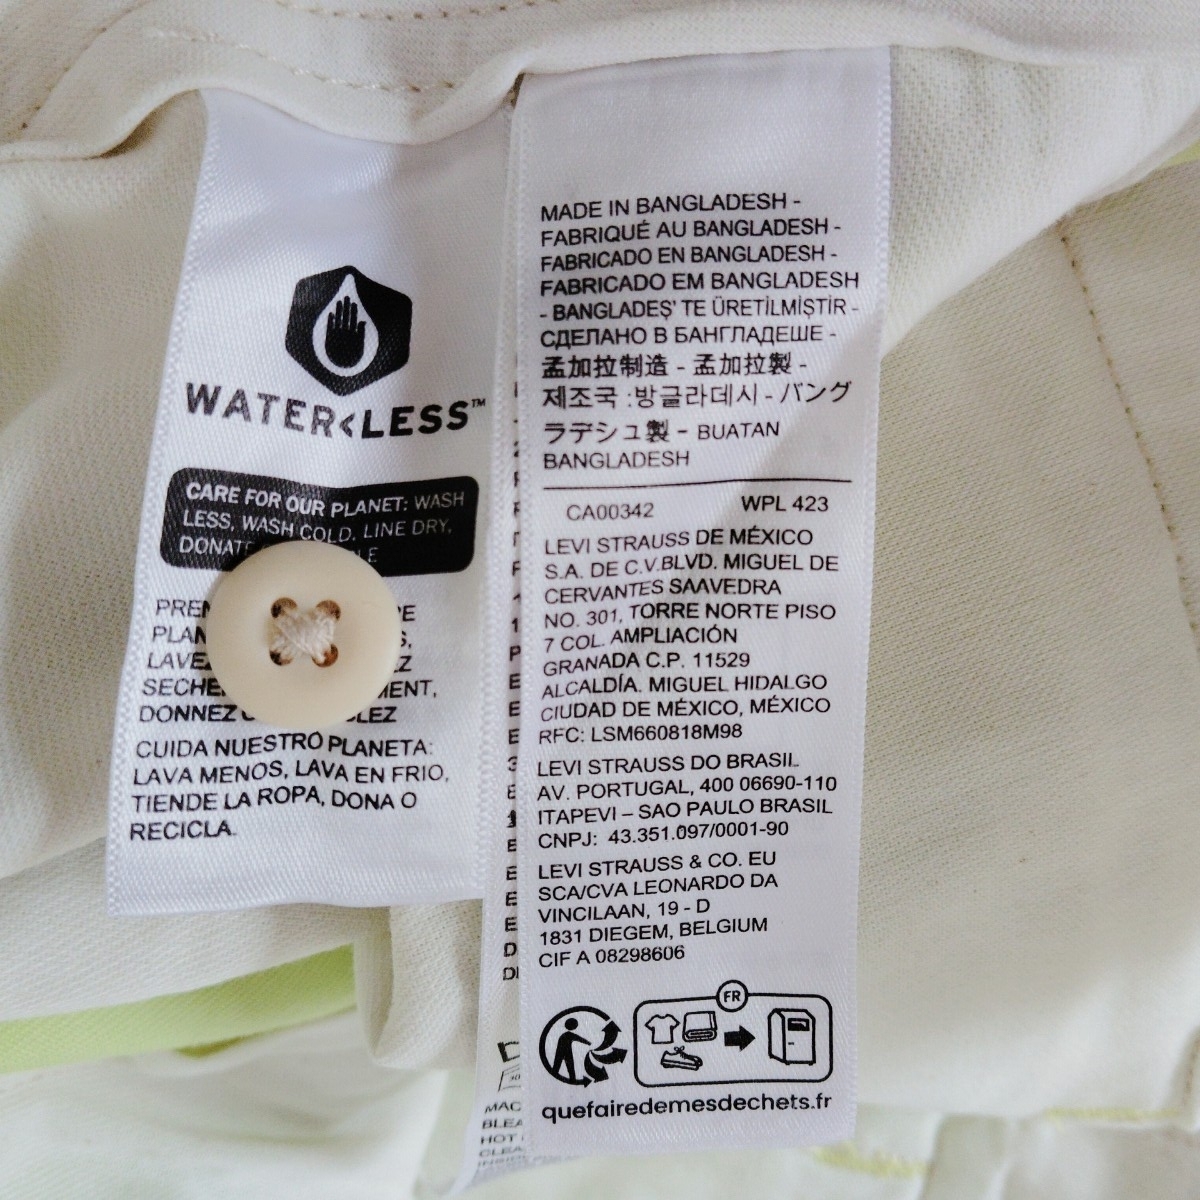 WATER<LESS™
CARE FOR OUR PLANET: WASH
LESS, WASH COLD, LINE DRY,
DONATE
PLAN
LAVEZ
SECHE
DONNEZ
CUIDA NUESTRO PLANETA:
LAVA MENOS, LAVA EN FRIO,
TIENDE LA ROPA, DONA O
RECICLA.
MADE IN BANGLADESH -
FABRIQUÉ AU BANGLADESH -
FABRICADO EN BANGLADESH -
FABRICADO EM BANGLADESH
- BANGLADEŞ' TE ÜRETİLMİŞTİR -
СДЕЛАНО В БАНГЛАДЕШЕ -
孟加拉制造 - 孟加拉製 -
제조국 :방글라데시 - バング
ラデシュ製 - BUATAN
BANGLADESH
CA00342 WPL 423
LEVI STRAUSS DE MÉXICO
S.A. DE C.V.BLVD. MIGUEL DE
CERVANTES SAAVEDRA
NO. 301, TORRE NORTE PISO
7 COL. AMPLIACIÓN
GRANADA C.P. 11529
ALCALDÍA. MIGUEL HIDALGO
CIUDAD DE MÉXICO, MÉXICO
RFC: LSM660818M98
LEVI STRAUSS DO BRASIL
AV. PORTUGAL, 400 06690-110
ITAPEVI – SAO PAULO BRASIL
CNPJ: 43.351.097/0001-90
LEVI STRAUSS & CO. EU
SCA/CVA LEONARDO DA
VINCILAAN, 19 - D
1831 DIEGEM, BELGIUM
CIF A 08298606
FR
quefairedemesdechets.fr
HOT